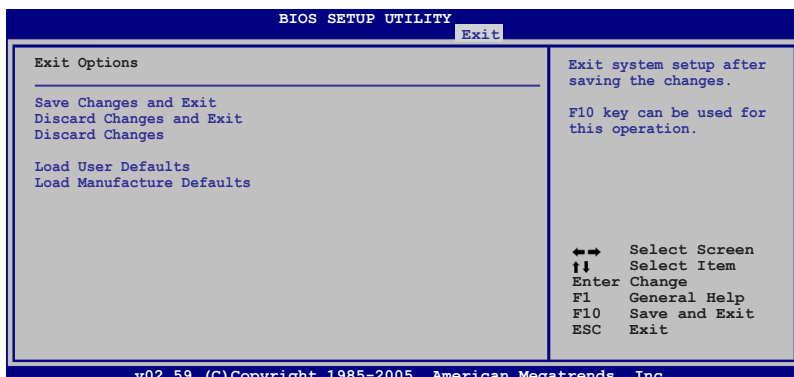 BIOS SETUP UTILITY
Exit
Exit Options
Save Changes and Exit
Discard Changes and Exit
Discard Changes
Load User Defaults
Load Manufacture Defaults
Exit system setup after
saving the changes.
F10 key can be used for
this operation.
←→ Select Screen
↑↓ Select Item
Enter Change
F1 General Help
F10 Save and Exit
ESC Exit
v02.59 (C)Copyright 1985-2005, American Megatrends, Inc.